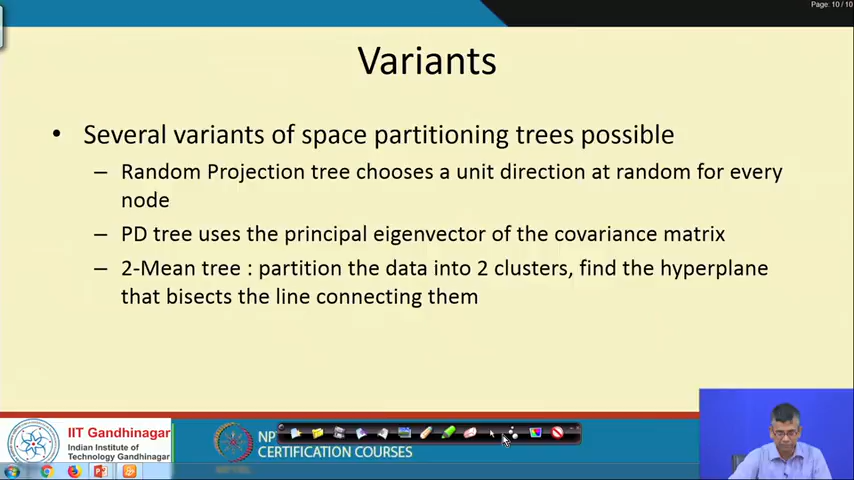 Page: 10 / 10
Variants
• Several variants of space partitioning trees possible
– Random Projection tree chooses a unit direction at random for every
node
– PD tree uses the principal eigenvector of the covariance matrix
– 2-Mean tree : partition the data into 2 clusters, find the hyperplane
that bisects the line connecting them
IIT Gandhinagar
Indian Institute of
Technology Gandhinagar
CERTIFICATION COURSES